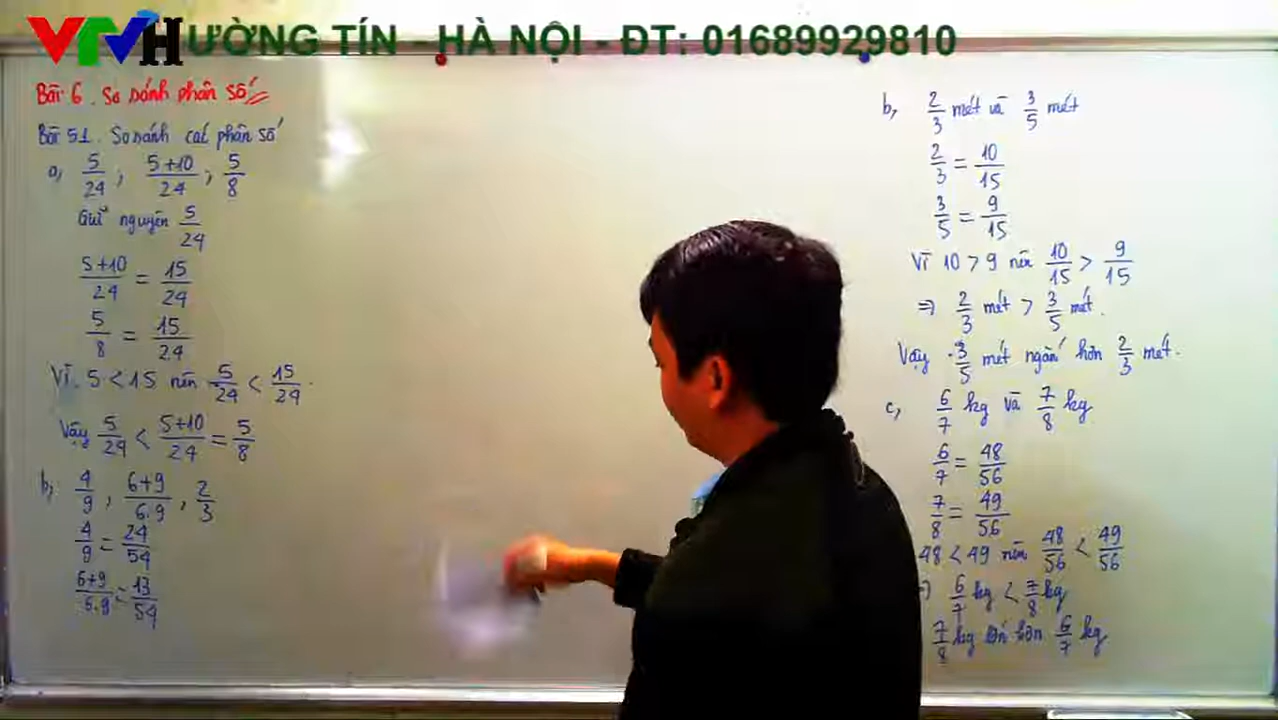 VTVH ƯỜNG TÍN - HÀ NỘI - ĐT: 01689929810
Bài 6. So sánh phân số
Bài 51. So sánh các phân số
a, 5/24 ; 5+10/24 ; 5/8
Giữ nguyên 5/24
5+10/24 = 15/24
5/8 = 15/24
Vì 5 < 15 nên 5/24 < 15/24.
Vậy 5/24 < 5+10/24 = 5/8
b, 4/9 , 6+9/6.9 , 2/3
4/9 = 24/54
6+9/6.9 = 13/54
b, 2/3 mét và 3/5 mét
2/3 = 10/15
3/5 = 9/15
Vì 10 > 9 nên 10/15 > 9/15
=> 2/3 mét > 3/5 mét.
Vậy 3/5 mét ngắn hơn 2/3 mét.
c, 6/7 kg và 7/8 kg
6/7 = 48/56
7/8 = 49/56
48 < 49 nên 48/56 < 49/56
6/7 kg < 7/8 kg
7/8 kg lớn hơn 6/7 kg